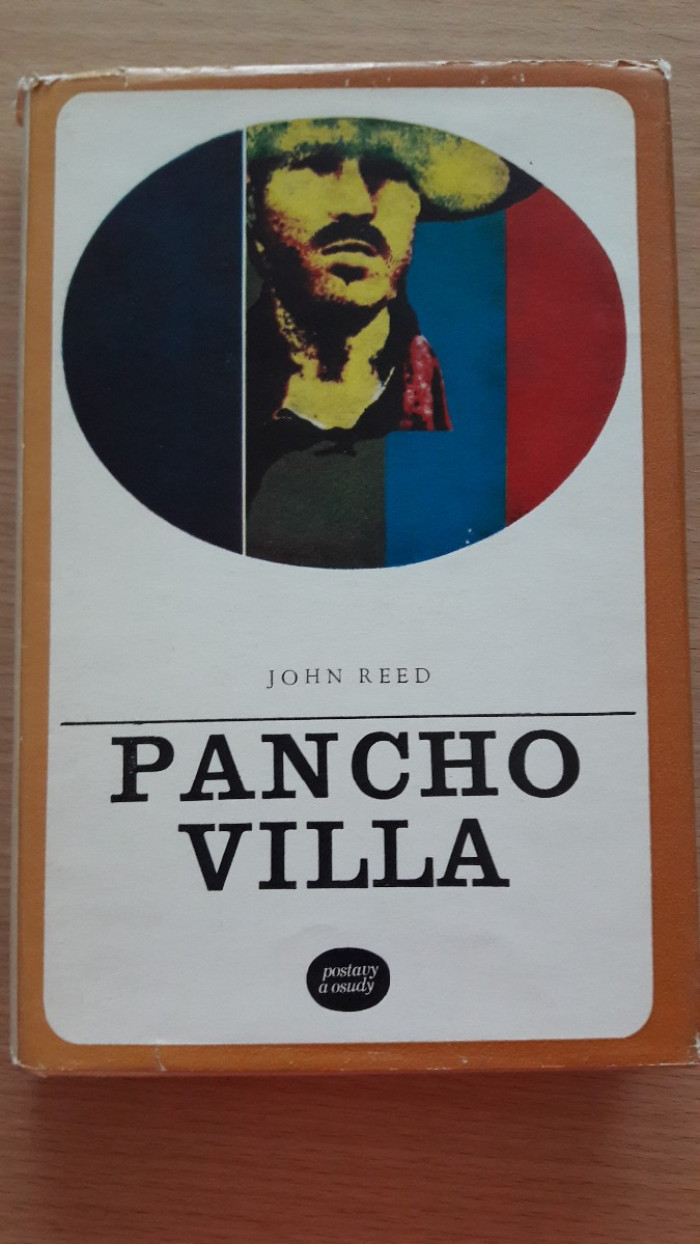 JOHN REED
PANCHO
VILLA
postavy
a osudy